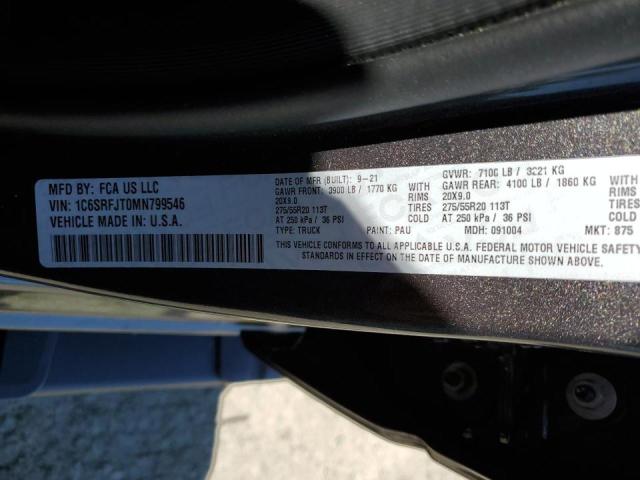 MFD BY: FCA US LLC
VIN: 1C6SRFJT0MN799546
VEHICLE MADE IN U.S.A.
DATE OF MFR (BUILT): 9-21 GVWR: 7100 LB / 3221 KG
GAWR FRONT: 3900 LB / 1770 KG GAWR REAR: 4100 LB / 1860 KG
20X9.0 RIMS 20X9.0 RIMS
275/55R20 113T TIRES 275/55R20 113T TIRES
AT 250 kPa / 36 PSI COLD AT 250 kPa / 36 PSI COLD
TYPE: TRUCK PAINT: PAU MDH: 091004 MKT: 875
THIS VEHICLE CONFORMS TO ALL APPLICABLE U.S.A. FEDERAL MOTOR VEHICLE SAFETY
STANDARDS IN EFFECT ON THE DATE OF MANUFACTURE SHOWN ABOVE.